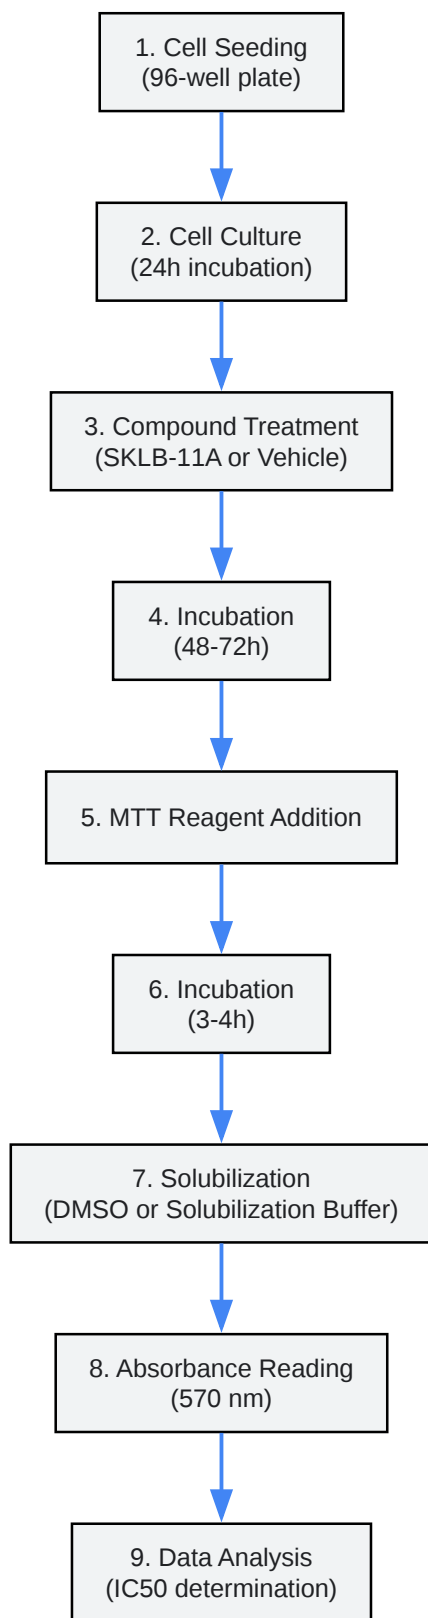 1. Cell Seeding
(96-well plate)
2. Cell Culture
(24h incubation)
3. Compound Treatment
(SKLB-11A or Vehicle)
4. Incubation
(48-72h)
5. MTT Reagent Addition
6. Incubation
(3-4h)
7. Solubilization
(DMSO or Solubilization Buffer)
8. Absorbance Reading
(570 nm)
9. Data Analysis
(IC50 determination)